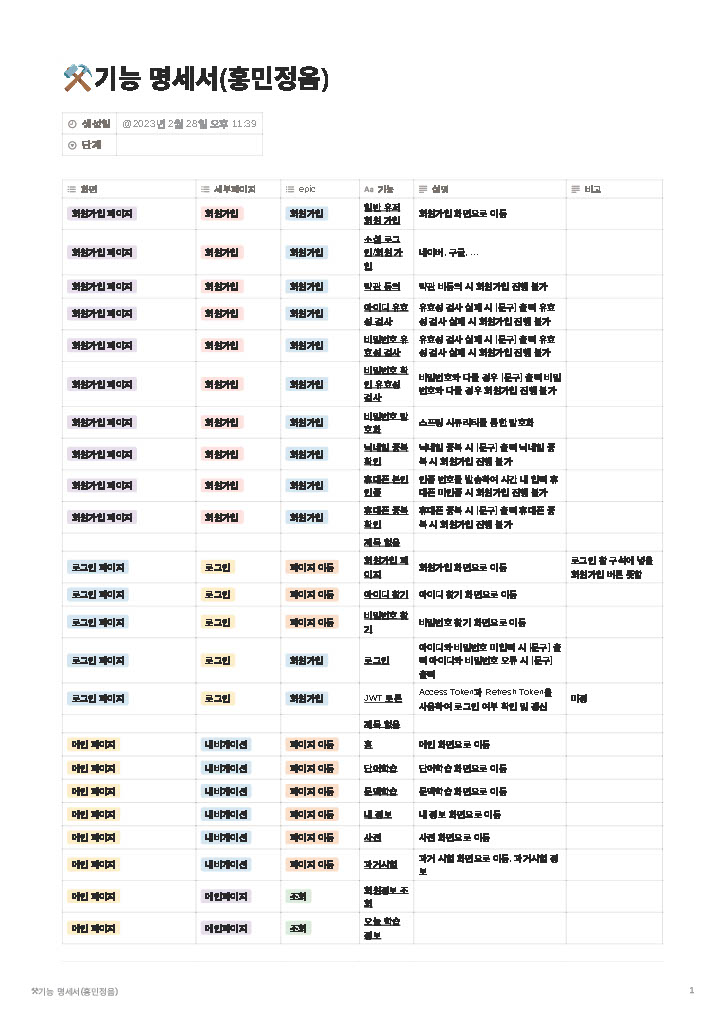 ⚒기능 명세서(훙민정음)
생성일 @2023년 2월 28일 오후 11:39
단계
화면 세부페이지 epic Aa 기능 설명 비고
회원가입 페이지 회원가입 회원가입 일반 유저 회원화면으로 이동
회원 가입
소셜 로그
회원가입 페이지 회원가입 회원가입 인/회원 가 네이버, 구글, ...
입
회원가입 페이지 회원가입 회원가입 약관 동의 약관 비동의 시 회원가입 진행 불가
회원가입 페이지 회원가입 회원가입 아이디 유효 유효성 검사 실패 시 [문구] 출력 유효
성 검사 성 검사 실패 시 회원가입 진행 불가
회원가입 페이지 회원가입 회원가입 비밀번호 유 유효성 검사 실패 시 [문구] 출력 유효
효성 검사 성 검사 실패 시 회원가입 진행 불가
비밀번호 확
회원가입 페이지 회원가입 회원가입 인 유효성 비밀번호와 다를 경우 [문구] 출력 비밀
검사 번호와 다를 경우 회원가입 진행 불가
회원가입 페이지 회원가입 회원가입 비밀번호 암 스프링 시큐리티를 통한 암호화
호화
회원가입 페이지 회원가입 회원가입 닉네임 중복 닉네임 중복 시 [문구] 출력 닉네임 중
확인 복 시 회원가입 진행 불가
회원가입 페이지 회원가입 회원가입 휴대폰 본인 인증 번호를 발송하여 시간 내 입력 휴
인증 대폰 미인증 시 회원가입 진행 불가
회원가입 페이지 회원가입 회원가입 휴대폰 중복 휴대폰 중복 시 [문구] 출력 휴대폰 중
확인 복 시 회원가입 진행 불가
제목 없음
로그인 페이지 로그인 페이지 이동 회원가입 페 회원가입 화면으로 이동 로그인 할 구석에 넣을
이지 회원가입 버튼 뜻함
로그인 페이지 로그인 페이지 이동 아이디 찾기 아이디 찾기 화면으로 이동
로그인 페이지 로그인 페이지 이동 비밀번호 찾 비밀번호 찾기 화면으로 이동
기
아이디와 비밀번호 미입력 시 [문구] 출
로그인 페이지 로그인 회원가입 로그인 력 아이디와 비밀번호 오류 시 [문구]
출력
로그인 페이지 로그인 회원가입 JWT 토큰 Access Token과 Refresh Token을 미정
사용하여 로그인 여부 확인 및 갱신
제목 없음
메인 페이지 내비게이션 페이지 이동 홈 메인 화면으로 이동
메인 페이지 내비게이션 페이지 이동 단어학습 단어학습 화면으로 이동
메인 페이지 내비게이션 페이지 이동 문맥학습 문맥학습 화면으로 이동
메인 페이지 내비게이션 페이지 이동 내 정보 내 정보 화면으로 이동
메인 페이지 내비게이션 페이지 이동 사전 사전 화면으로 이동
메인 페이지 내비게이션 페이지 이동 과거시험 과거 시험 화면으로 이동, 과거시험 정
보
메인 페이지 메인페이지 조회 회원정보 조
회
메인 페이지 메인페이지 조회 오늘 학습
정보
⚒기능 명세서(훙민정음) 1